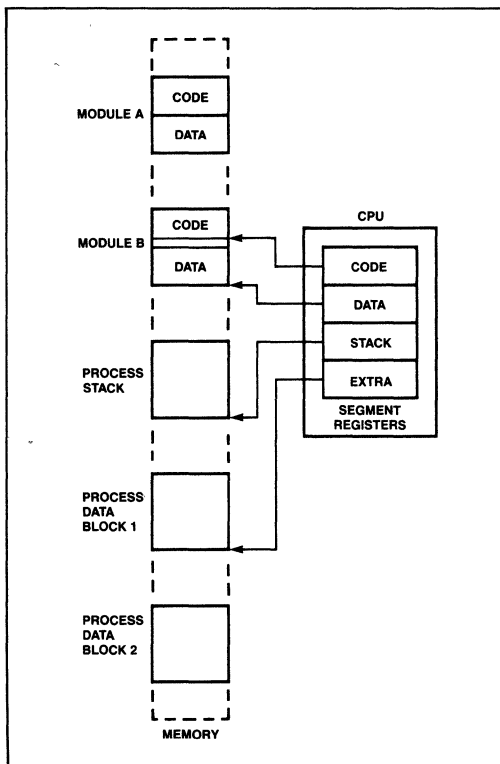 CODE
MODULE A
DATA
CPU
CODE
MODULE B
DATA
CODE
DATA
STACK
EXTRA
SEGMENT
REGISTERS
PROCESS
STACK
PROCESS
DATA
BLOCK 1
PROCESS
DATA
BLOCK 2
MEMORY